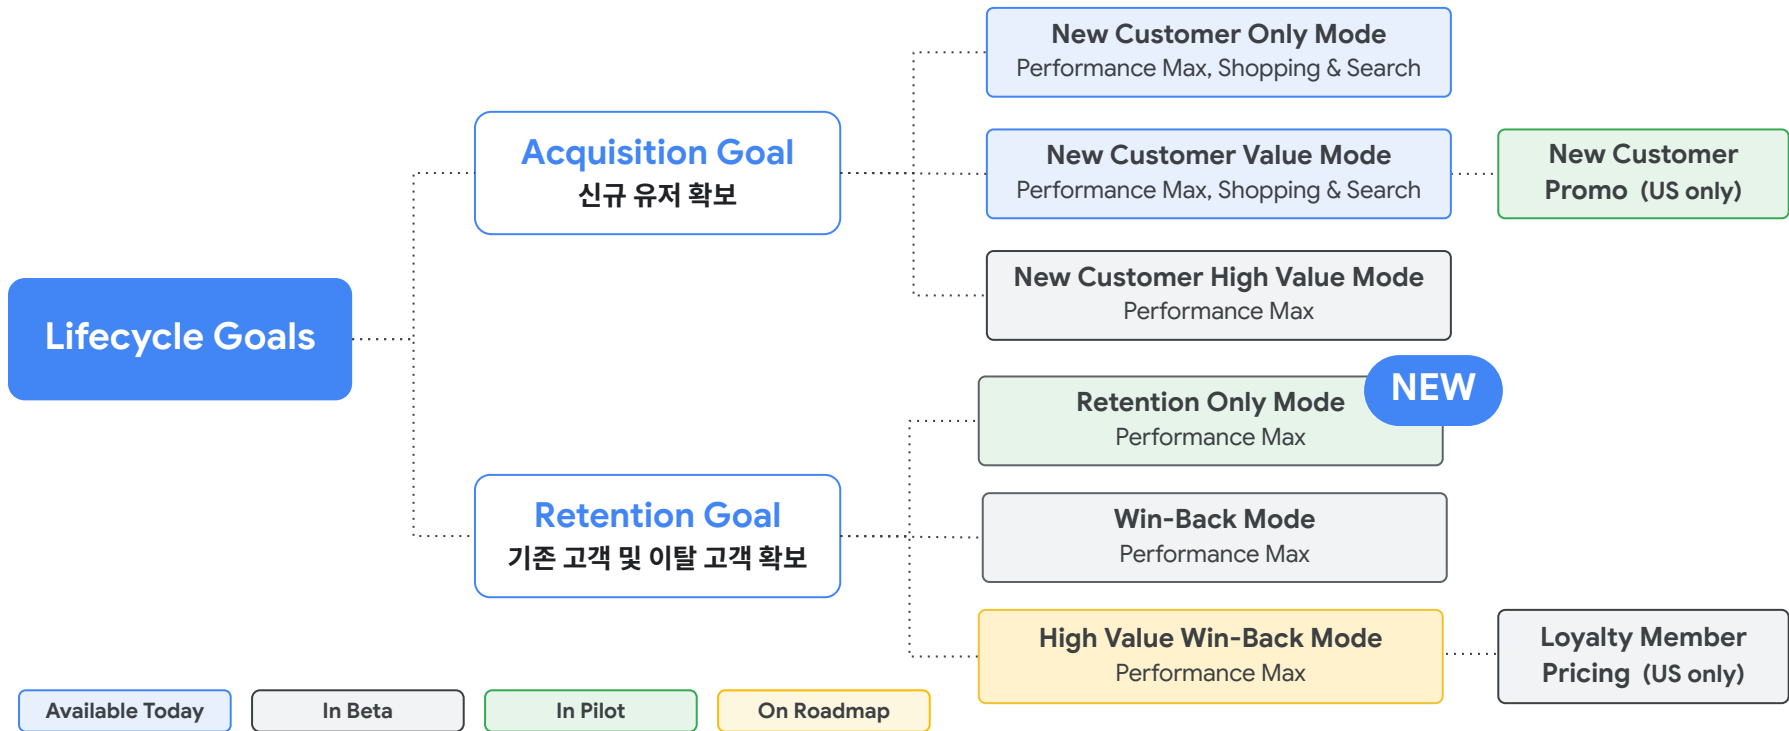 Lifecycle Goals
Acquisition Goal
신규 유저 확보
New Customer Only Mode
Performance Max, Shopping & Search
New Customer Value Mode
Performance Max, Shopping & Search
New Customer
Promo (US only)
New Customer High Value Mode
Performance Max
Retention Goal
기존 고객 및 이탈 고객 확보
Retention Only Mode
Performance Max
NEW
Win-Back Mode
Performance Max
High Value Win-Back Mode
Performance Max
Loyalty Member
Pricing (US only)
Available Today
In Beta
In Pilot
On Roadmap